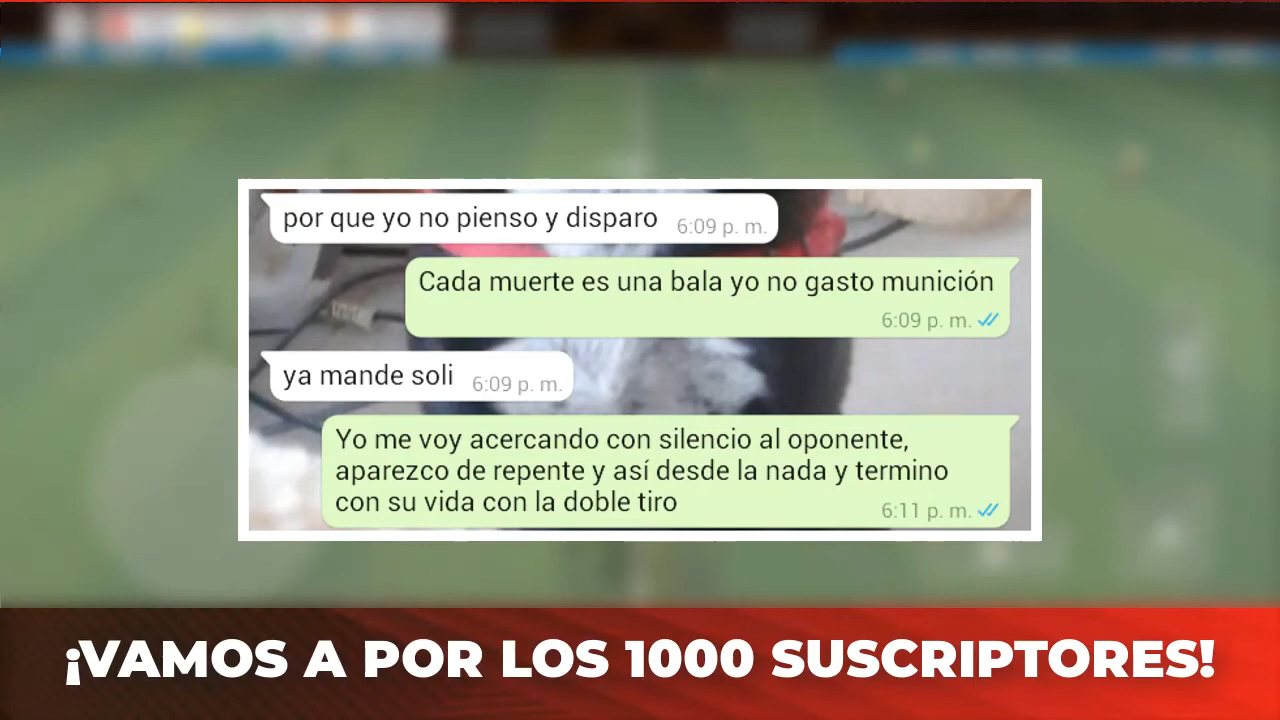 por que yo no pienso y disparo 6:09 p. m.
Cada muerte es una bala yo no gasto munición
6:09 p. m.
ya mande soli 6:09 p. m.
Yo me voy acercando con silencio al oponente,
aparezco de repente y así desde la nada y termino
con su vida con la doble tiro 6:11 p. m.
¡VAMOS A POR LOS 1000 SUSCRIPTORES!